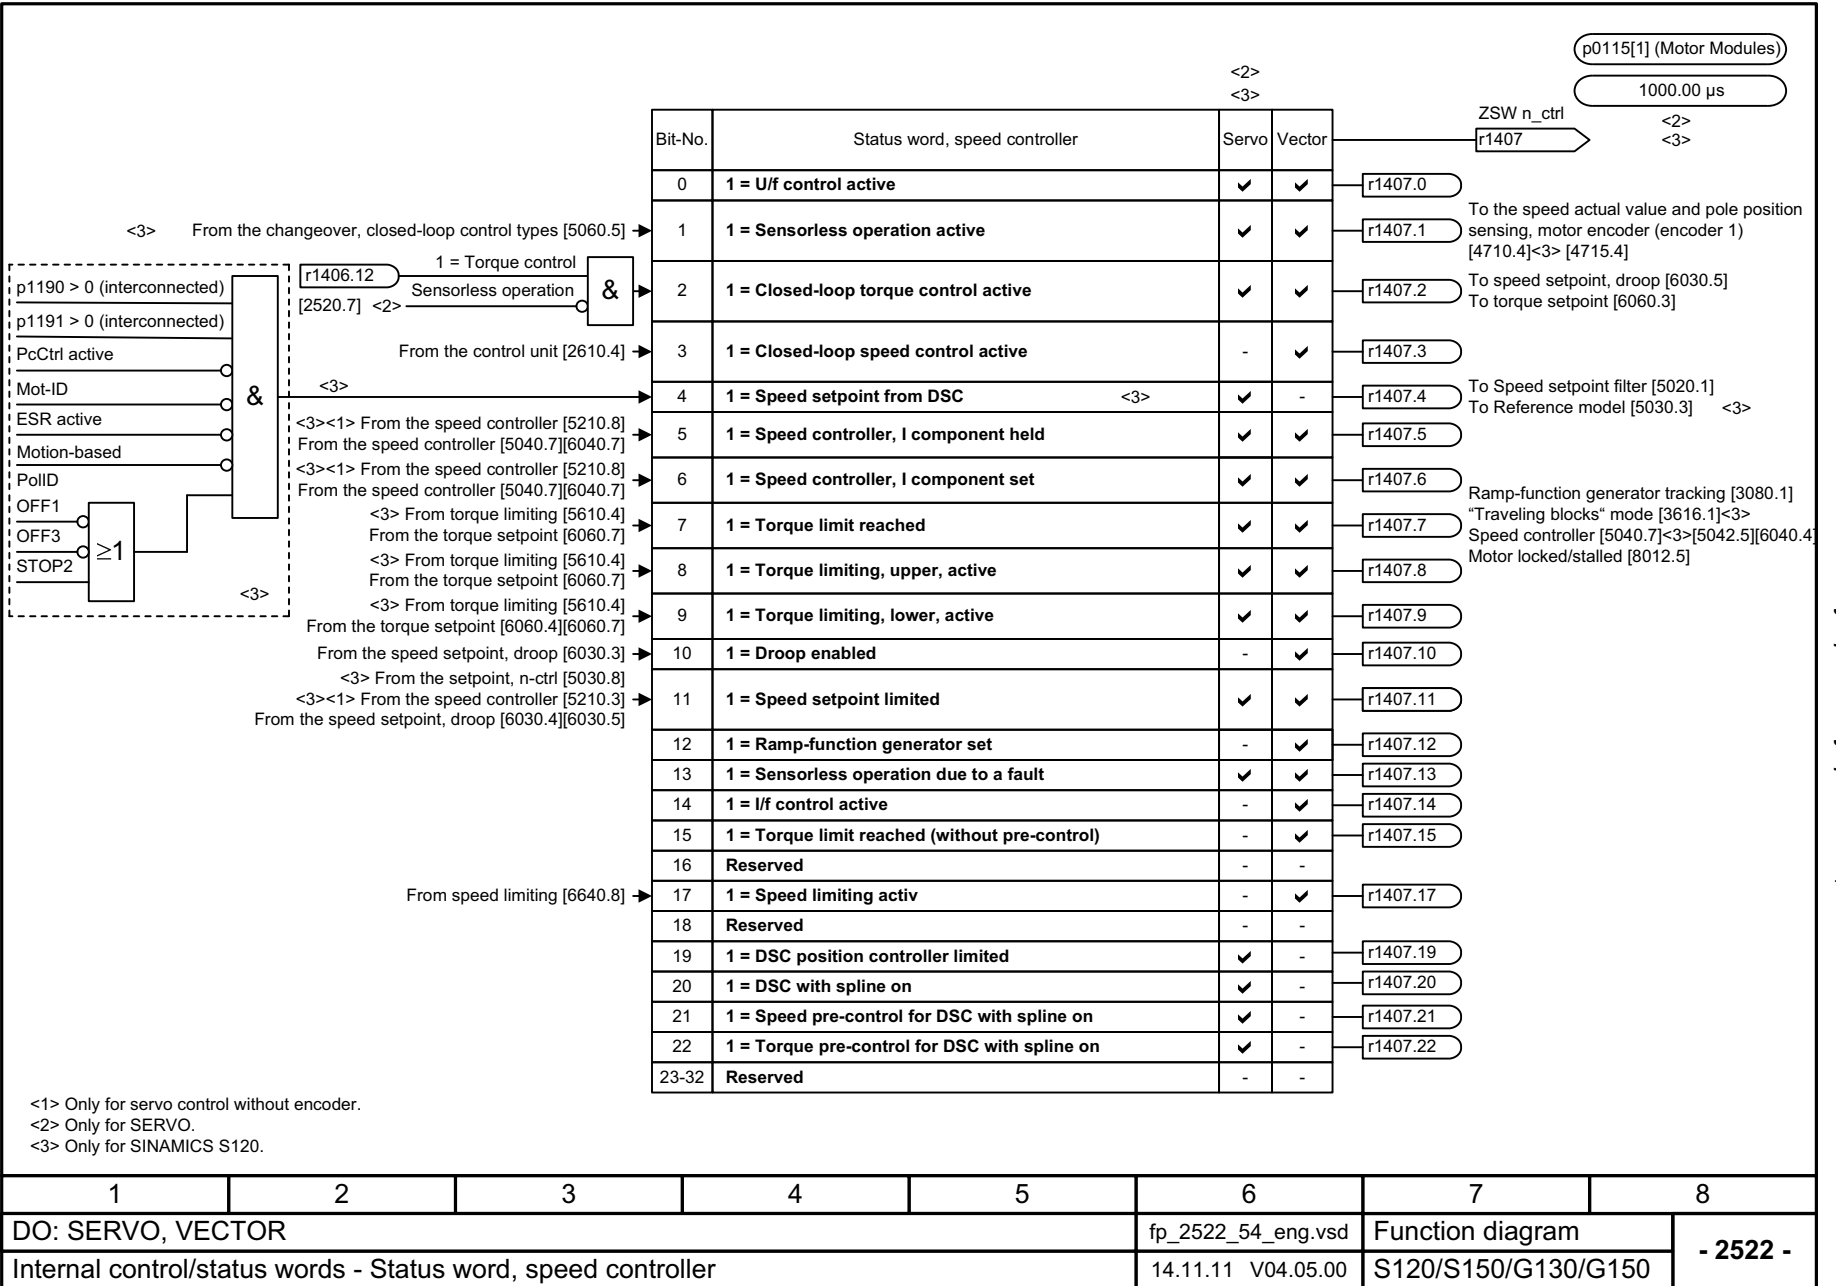 p0115[1] (Motor Modules)
1000.00 µs
<2>
<3>
<2>
<3>
ZSW n_ctrl
r1407
Bit-No. Status word, speed controller Servo Vector
0 1 = U/f control active ✔ ✔ r1407.0
<3> From the changeover, closed-loop control types [5060.5] 1 1 = Sensorless operation active ✔ ✔ r1407.1
To the speed actual value and pole position
sensing, motor encoder (encoder 1)
[4710.4]<3> [4715.4]
r1406.12 1 = Torque control
[2520.7] <2> Sensorless operation
&
2 1 = Closed-loop torque control active ✔ ✔ r1407.2
To speed setpoint, droop [6030.5]
To torque setpoint [6060.3]
From the control unit [2610.4] 3 1 = Closed-loop speed control active - ✔ r1407.3
p1190 > 0 (interconnected)
p1191 > 0 (interconnected)
PcCtrl active
Mot-ID
ESR active
Motion-based
PolID
&
OFF1
OFF3
STOP2
≥1
<3>
<3> 4 1 = Speed setpoint from DSC <3> ✔ - r1407.4
To Speed setpoint filter [5020.1]
To Reference model [5030.3] <3>
<3><1> From the speed controller [5210.8]
From the speed controller [5040.7][6040.7]
5 1 = Speed controller, I component held ✔ ✔ r1407.5
<3><1> From the speed controller [5210.8]
From the speed controller [5040.7][6040.7]
6 1 = Speed controller, I component set ✔ ✔ r1407.6
<3> From torque limiting [5610.4]
From the torque setpoint [6060.7]
7 1 = Torque limit reached ✔ ✔ r1407.7
Ramp-function generator tracking [3080.1]
“Traveling blocks“ mode [3616.1]<3>
Speed controller [5040.7]<3>[5042.5][6040.4]
Motor locked/stalled [8012.5]
<3> From torque limiting [5610.4]
From the torque setpoint [6060.7]
8 1 = Torque limiting, upper, active ✔ ✔ r1407.8
<3> From torque limiting [5610.4]
From the torque setpoint [6060.4][6060.7]
9 1 = Torque limiting, lower, active ✔ ✔ r1407.9
From the speed setpoint, droop [6030.3] 10 1 = Droop enabled - ✔ r1407.10
<3> From the setpoint, n-ctrl [5030.8]
<3><1> From the speed controller [5210.3]
From the speed setpoint, droop [6030.4][6030.5]
11 1 = Speed setpoint limited ✔ ✔ r1407.11
12 1 = Ramp-function generator set - ✔ r1407.12
13 1 = Sensorless operation due to a fault ✔ ✔ r1407.13
14 1 = I/f control active - ✔ r1407.14
15 1 = Torque limit reached (without pre-control) - ✔ r1407.15
16 Reserved - -
From speed limiting [6640.8] 17 1 = Speed limiting activ - ✔ r1407.17
18 Reserved - -
19 1 = DSC position controller limited ✔ - r1407.19
20 1 = DSC with spline on ✔ - r1407.20
21 1 = Speed pre-control for DSC with spline on ✔ - r1407.21
22 1 = Torque pre-control for DSC with spline on ✔ - r1407.22
23-32 Reserved - -
<1> Only for servo control without encoder.
<2> Only for SERVO.
<3> Only for SINAMICS S120.
1 2 3 4 5 6 7 8
DO: SERVO, VECTOR fp_2522_54_eng.vsd Function diagram
- 2522 -
Internal control/status words - Status word, speed controller 14.11.11 V04.05.00 S120/S150/G130/G150